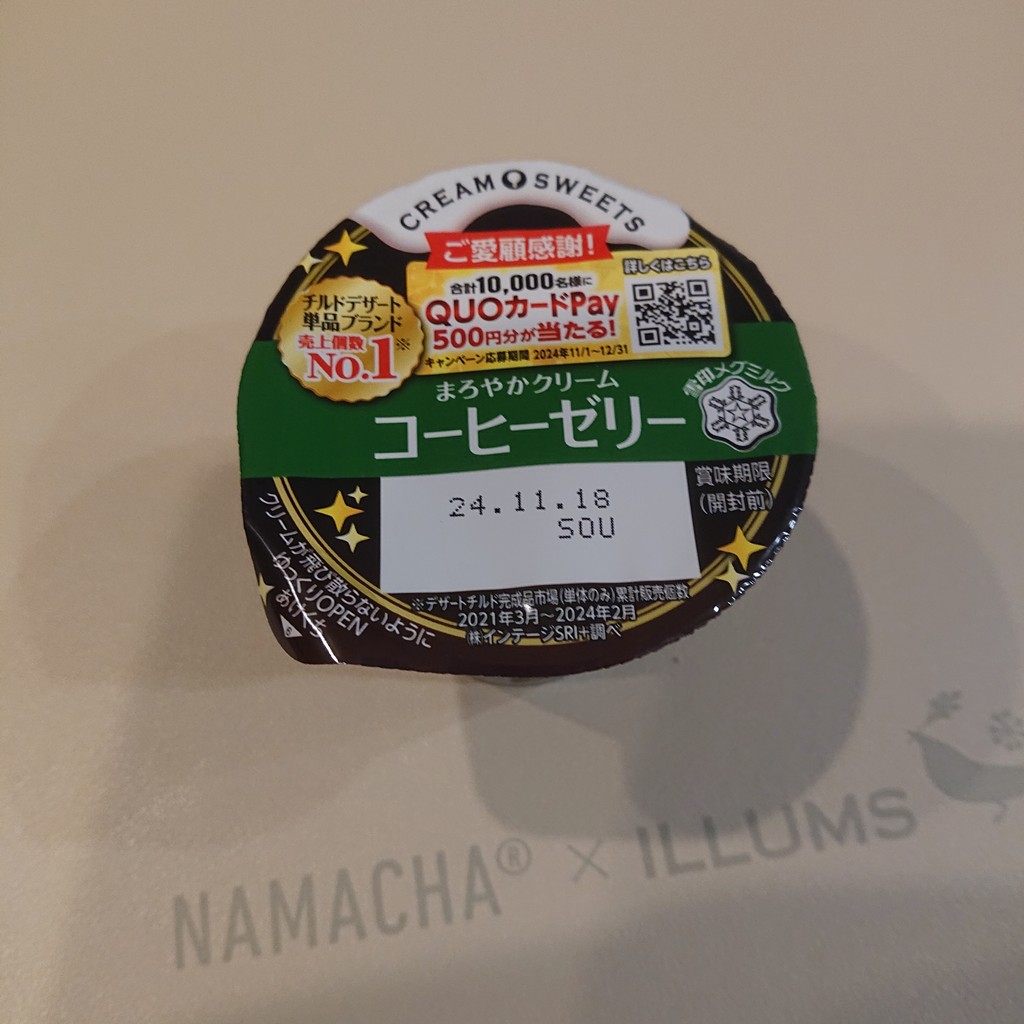 CREAM SWEETS
ご愛顧感謝!
合計10,000名様に
QUOカードPay
500円分が当たる!
キャンペーン応募期間 2024年11/1~12/31
詳しくはこちら
チルドデザート
単品ブランド
売上個数
No.1※
まろやかクリーム
コーヒーゼリー
雪印メグミルク
賞味期限
(開封前)
24.11.18
SOU
クリームが飛び散らないように
ゆっくりOPEN
おけくち
※デザートチルド完成品市場(単体のみ)累計販売個数
2021年3月~2024年2月
㈱インテージSRI+調べ
NAMACHA® × ILLUMS